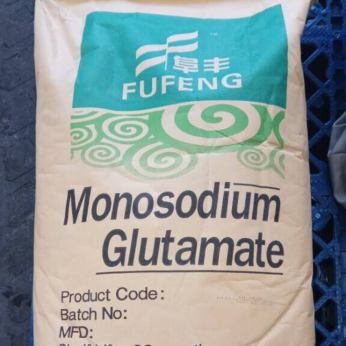 阜丰
FUFENG
Monosodium
Glutamate
Product Code:
Batch No:
MFD: